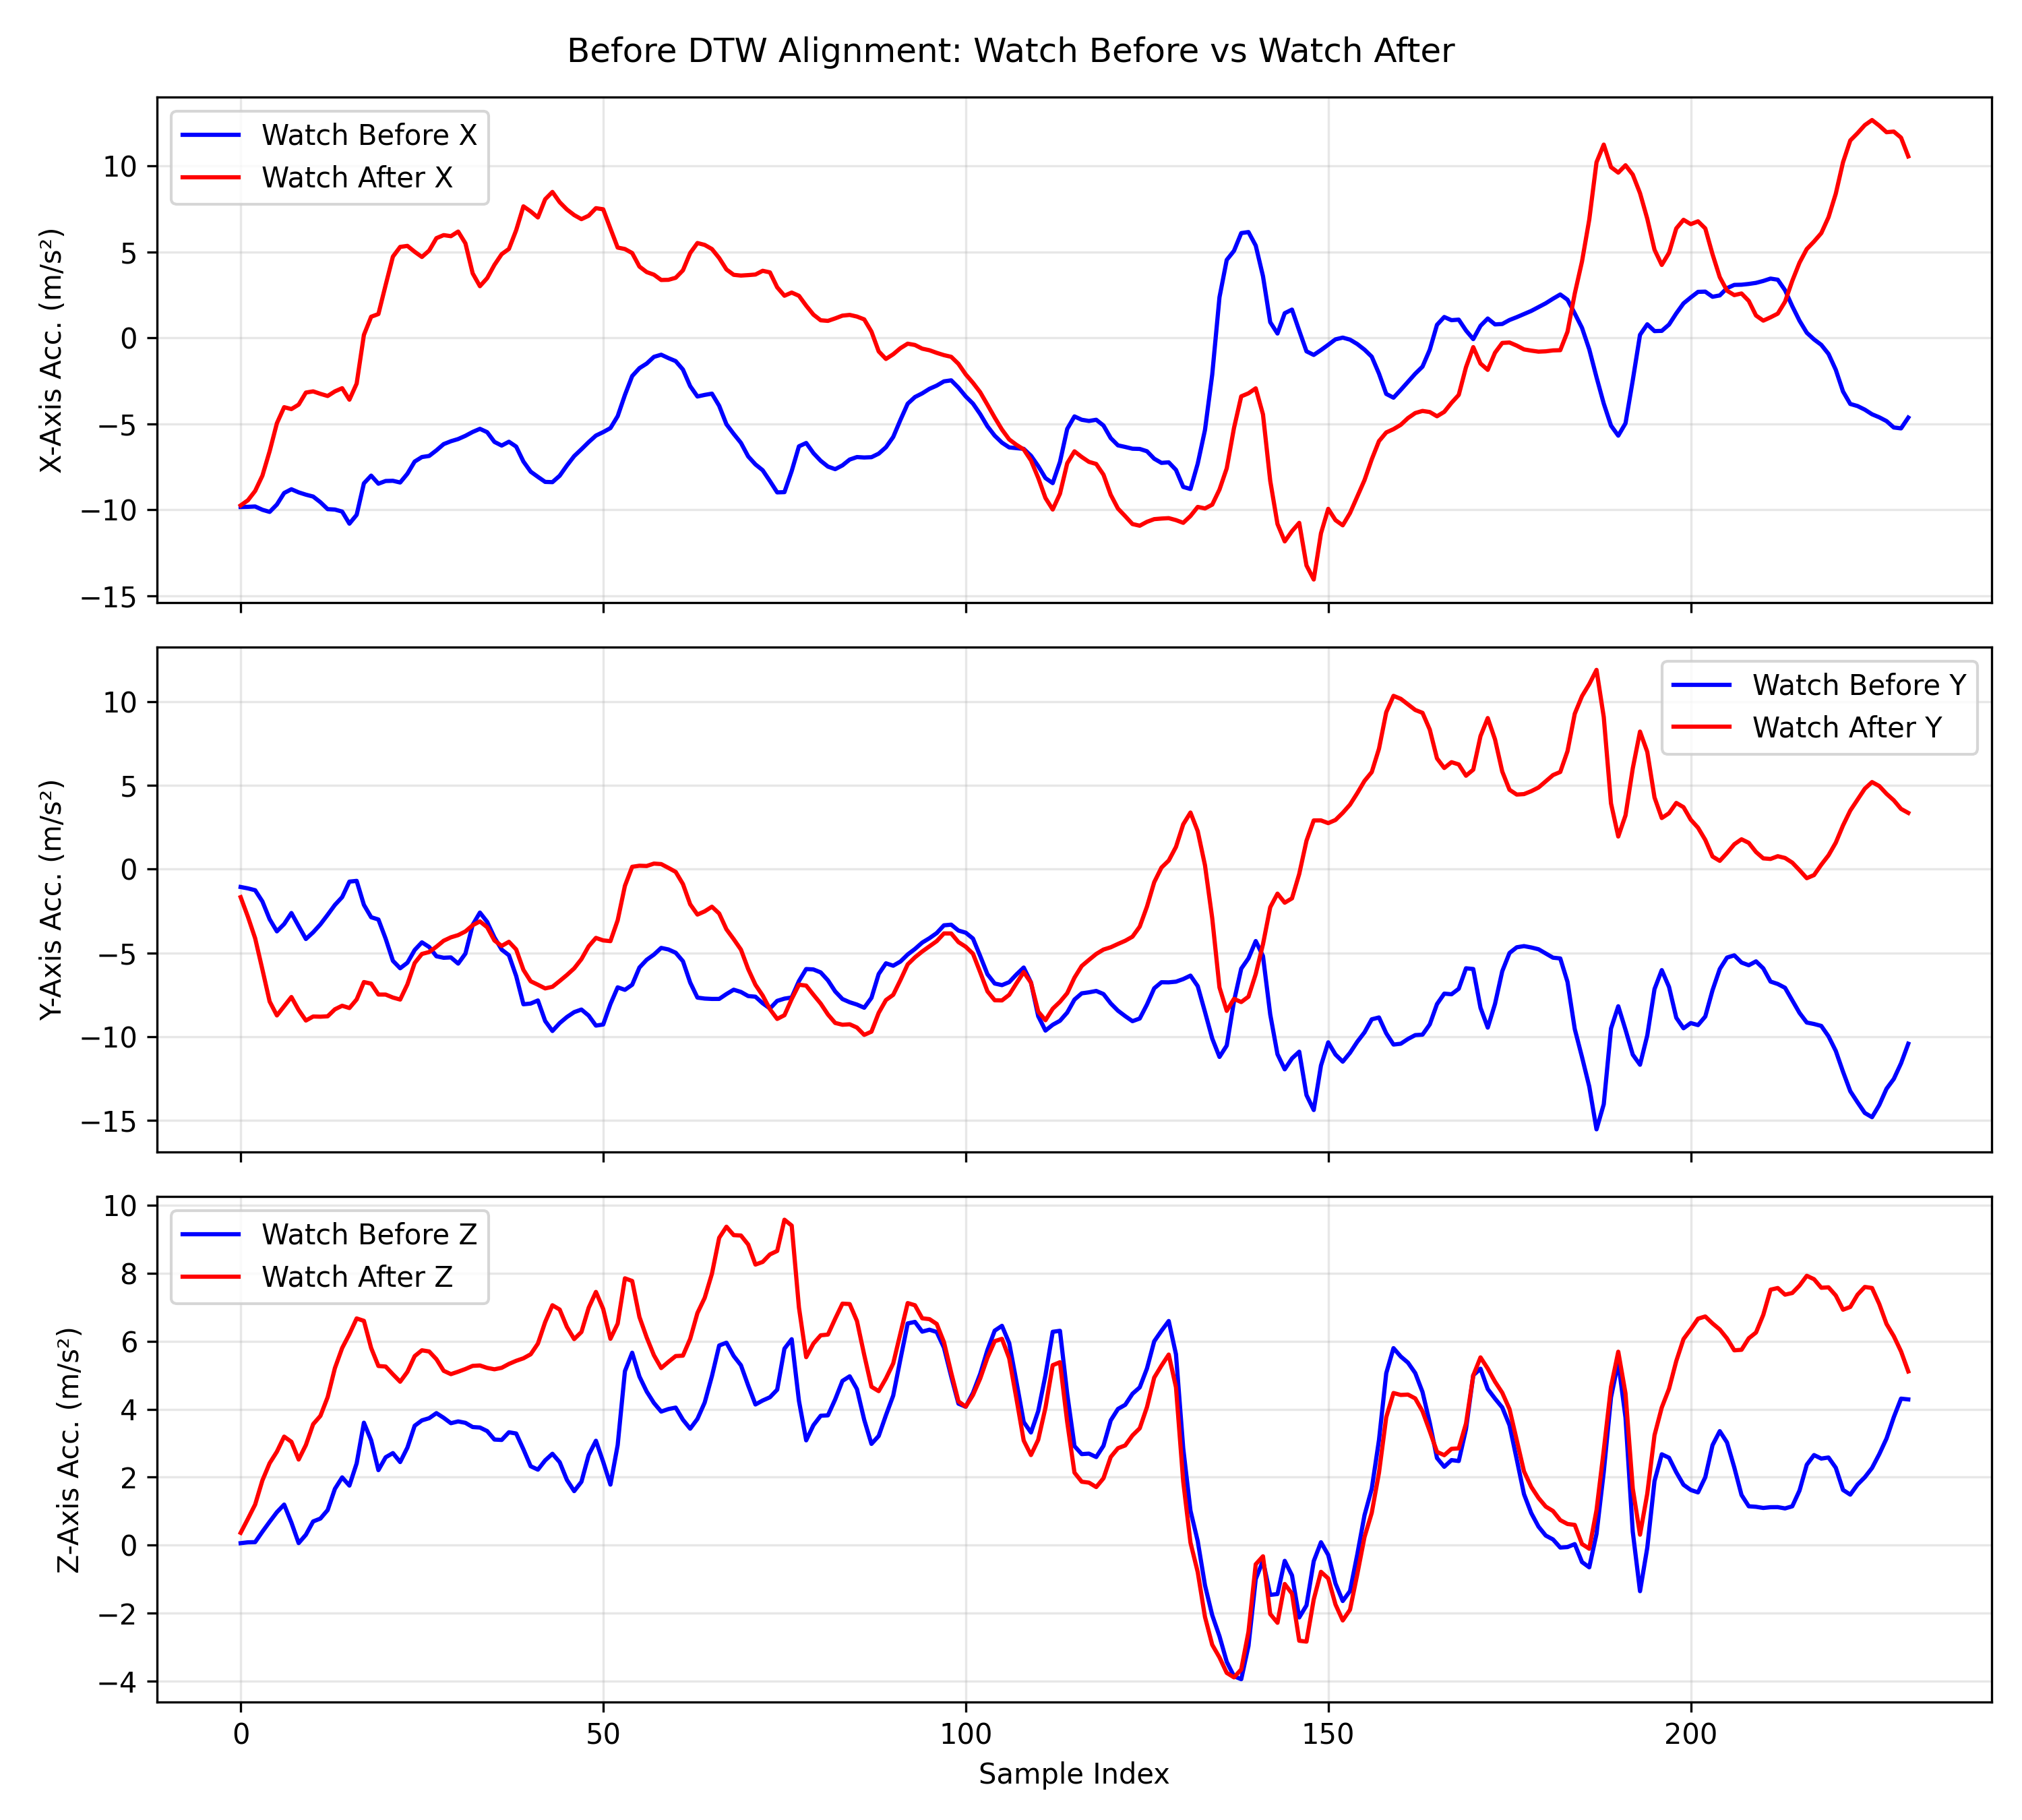 Before DTW Alignment: Watch Before vs Watch After
Watch Before X
Watch After X
X-Axis Acc. (m/s²)
10
5
0
−5
−10
−15
Watch Before Y
Watch After Y
Y-Axis Acc. (m/s²)
10
5
0
−5
−10
−15
Watch Before Z
Watch After Z
Z-Axis Acc. (m/s²)
10
8
6
4
2
0
−2
−4
0 50 100 150 200
Sample Index